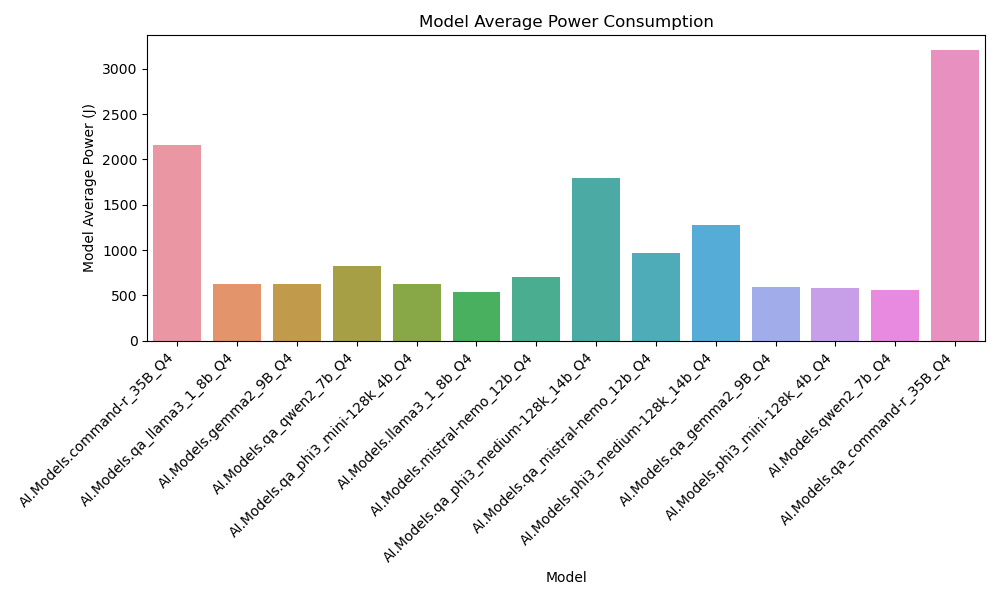 Model Average Power Consumption
Model Average Power (J)
3000
2500
2000
1500
1000
500
0
AI.Models.command-r_35B_Q4
AI.Models.qa_llama3_1_8b_Q4
AI.Models.gemma2_9B_Q4
AI.Models.qa_qwen2_7b_Q4
AI.Models.qa_phi3_mini-128k_4b_Q4
AI.Models.llama3_1_8b_Q4
AI.Models.mistral-nemo_12b_Q4
AI.Models.qa_phi3_medium-128k_14b_Q4
AI.Models.qa_mistral-nemo_12b_Q4
AI.Models.phi3_medium-128k_14b_Q4
AI.Models.qa_gemma2_9B_Q4
AI.Models.phi3_mini-128k_4b_Q4
AI.Models.qwen2_7b_Q4
AI.Models.qa_command-r_35B_Q4
Model